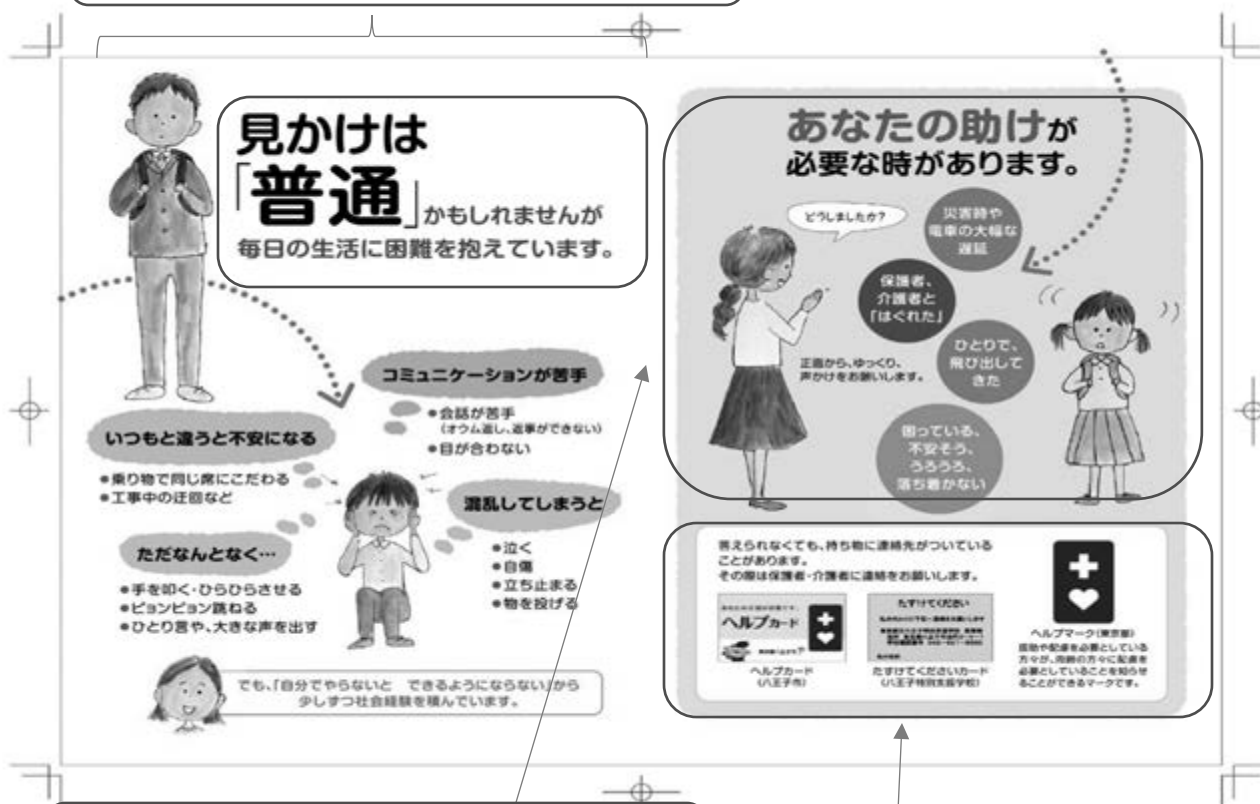 見かけは
「普通」かもしれませんが
毎日の生活に困難を抱えています。
コミュニケーションが苦手
●会話が苦手
(オウム返し、返事ができない)
●目が合わない
いつもと違うと不安になる
●乗り物で同じ席にこだわる
●工事中の迂回など
混乱してしまうと
●泣く
●自傷
●立ち止まる
●物を投げる
ただなんとなく…
●手を叩く・ひらひらさせる
●ピョンピョン跳ねる
●ひとり言や、大きな声を出す
でも、「自分でやらないと できるようにならない」から
少しずつ社会経験を積んでいます。
あなたの助けが
必要な時があります。
どうしましたか?
災害時や
電車の大幅な
遅延
保護者、
介護者と
「はぐれた」
ひとりで、
飛び出して
きた
正面から、ゆっくり、
声かけをお願いします。
困っている、
不安そう、
うろうろ、
落ち着かない
答えられなくても、持ち物に連絡先がついている
ことがあります。
その際は保護者・介護者に連絡をお願いします。
ヘルプカード
ヘルプカード
(八王子市)
たすけてください
たすけてくださいカード
(八王子特別支援学校)
ヘルプマーク(東京都)
援助や配慮を必要としている
方々が、周囲の方々に配慮を
必要としていることを知らせ
ることができるマークです。